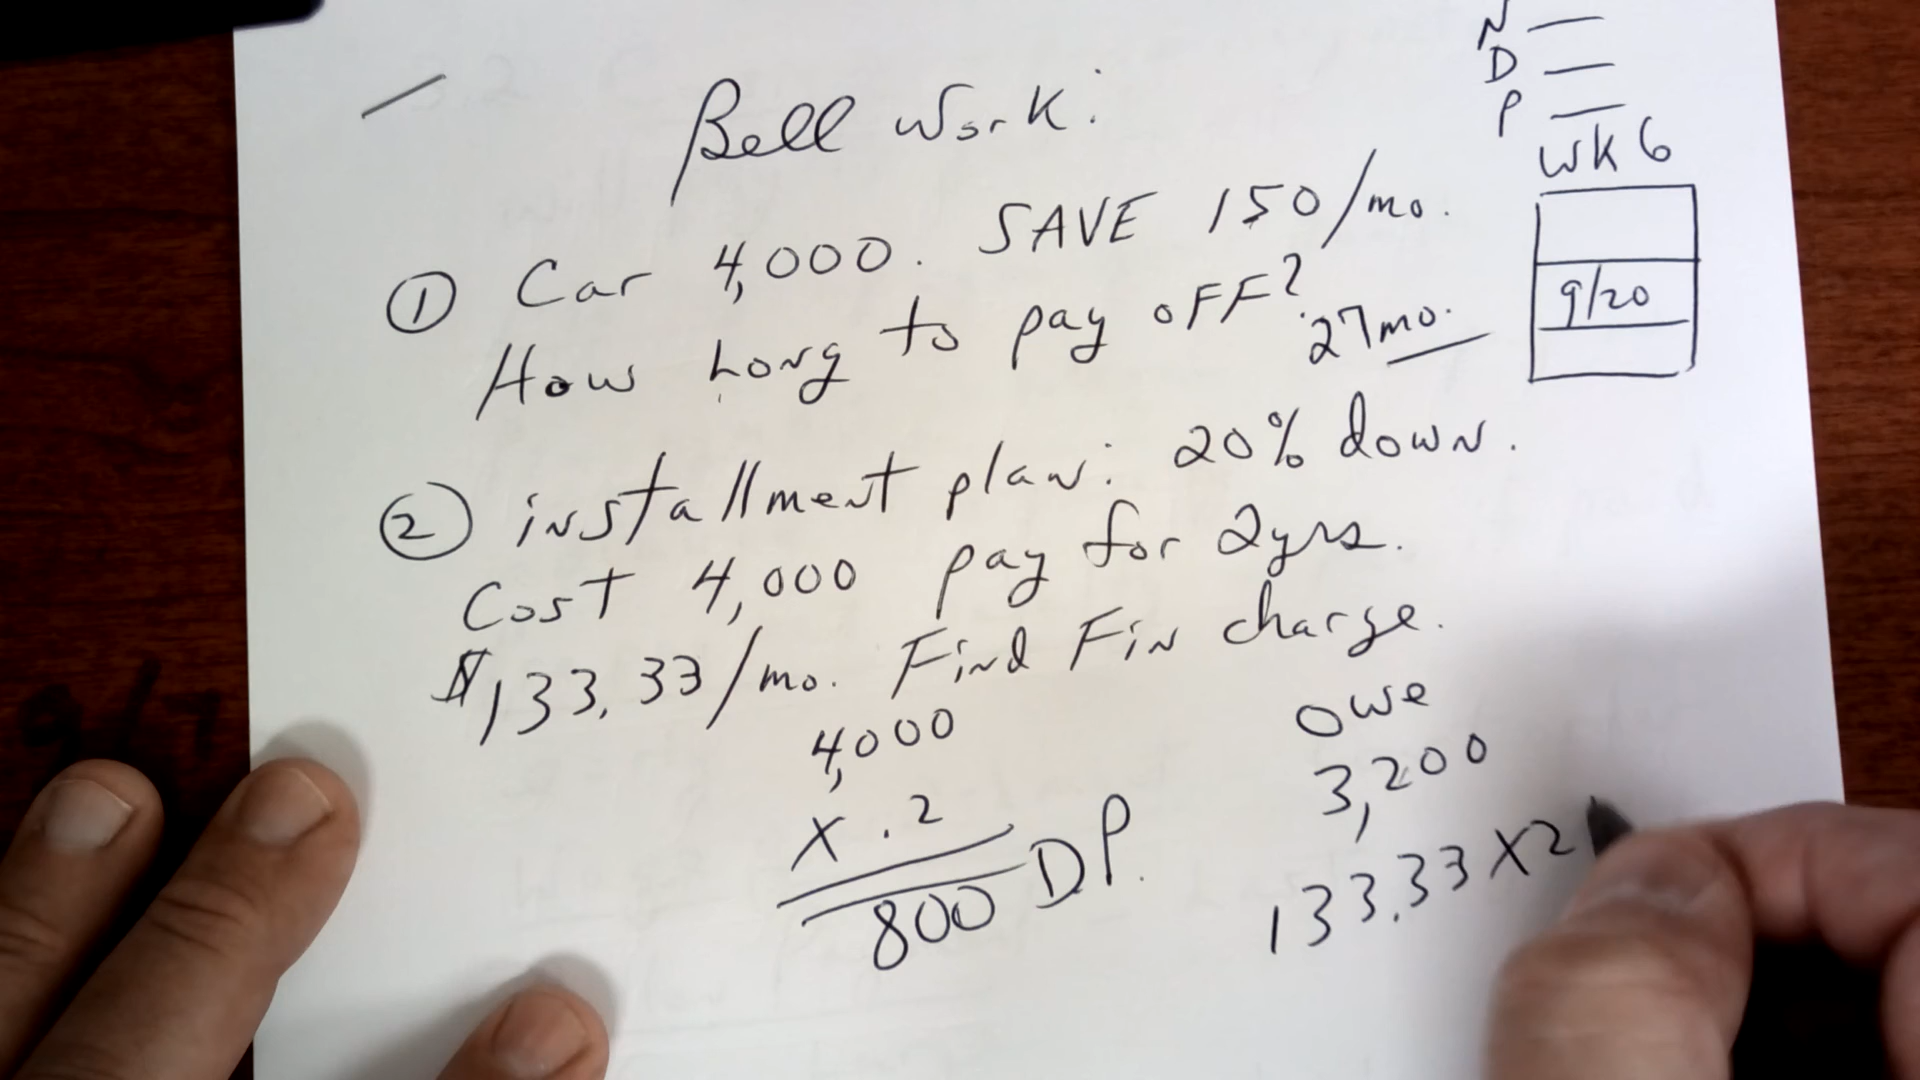 N
D
P
WK 6
9/20
Bell Work:
① Car 4,000. SAVE 150/mo.
How Long to pay off?
27mo.
② installment plan: 20% down.
Cost 4,000 pay for 2yrs.
$133.33/mo. Find Fin charge.
4,000
X .2
800 DP.
owe
3,200
133.33 X2